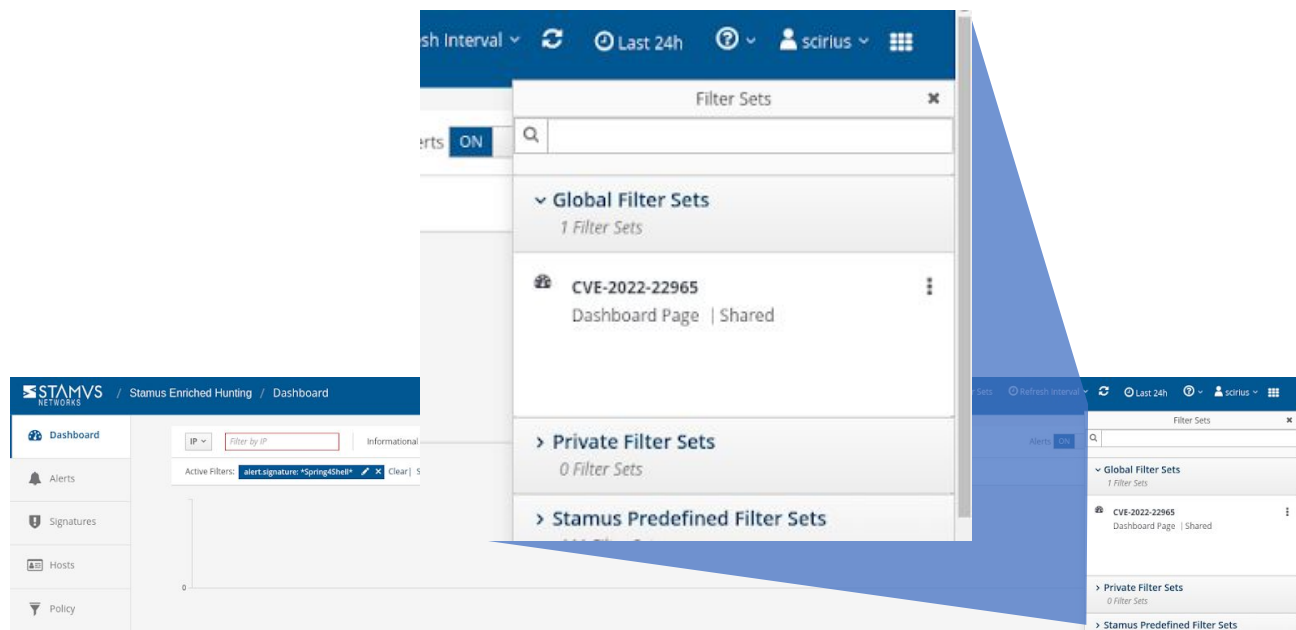 sh Interval
Last 24h
scirius
Filter Sets
erts ON
Global Filter Sets
1 Filter Sets
CVE-2022-22965
Dashboard Page | Shared
Private Filter Sets
0 Filter Sets
Stamus Predefined Filter Sets
STAMVS
NETWORKS
/ Stamus Enriched Hunting / Dashboard
Sets Refresh Interval Last 24h ? scirius
Dashboard
Alerts
Signatures
Hosts
Policy
IP Filter by IP Informational
Active Filters: alert.signature: *Spring4Shell* Clear| S
0
Alerts ON
Filter Sets
Global Filter Sets
1 Filter Sets
CVE-2022-22965
Dashboard Page | Shared
Private Filter Sets
0 Filter Sets
Stamus Predefined Filter Sets